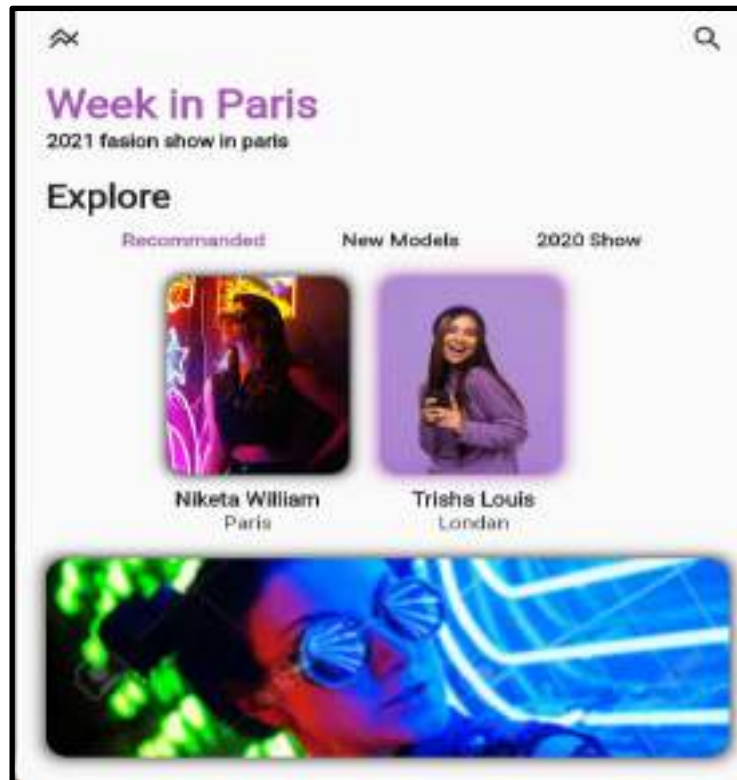 Week in Paris
2021 fasion show in paris
Explore
Recommanded New Models 2020 Show
Niketa William Trisha Louis
Paris Londan